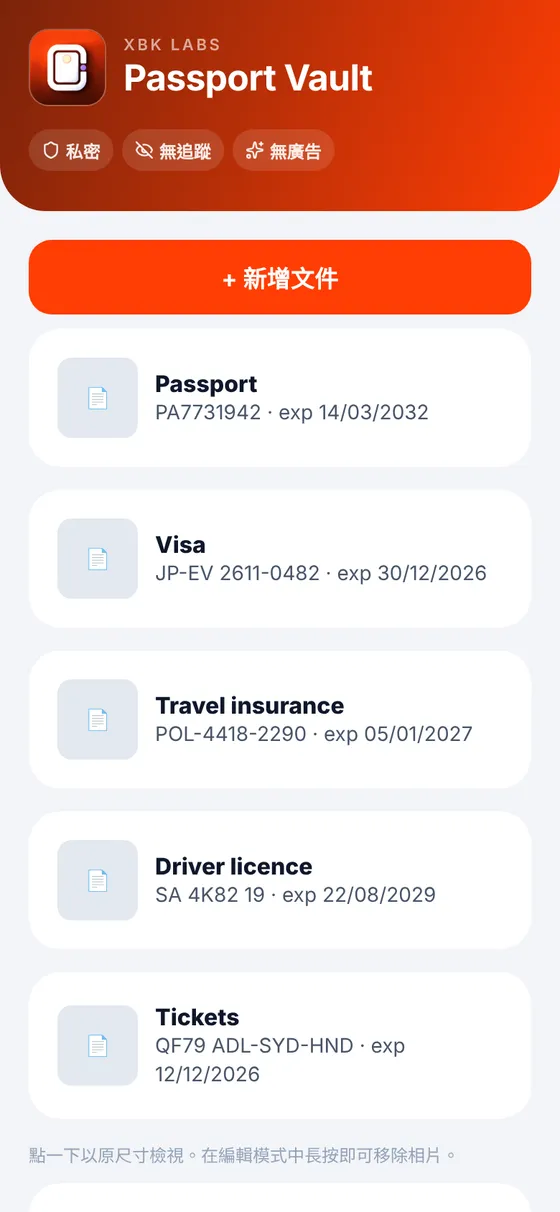 XBK LABS
Passport Vault
私密
無追蹤
無廣告
+ 新增文件
Passport
PA7731942 · exp 14/03/2032
Visa
JP-EV 2611-0482 · exp 30/12/2026
Travel insurance
POL-4418-2290 · exp 05/01/2027
Driver licence
SA 4K82 19 · exp 22/08/2029
Tickets
QF79 ADL-SYD-HND · exp
12/12/2026
點一下以原尺寸檢視。在編輯模式中長按即可移除相片。